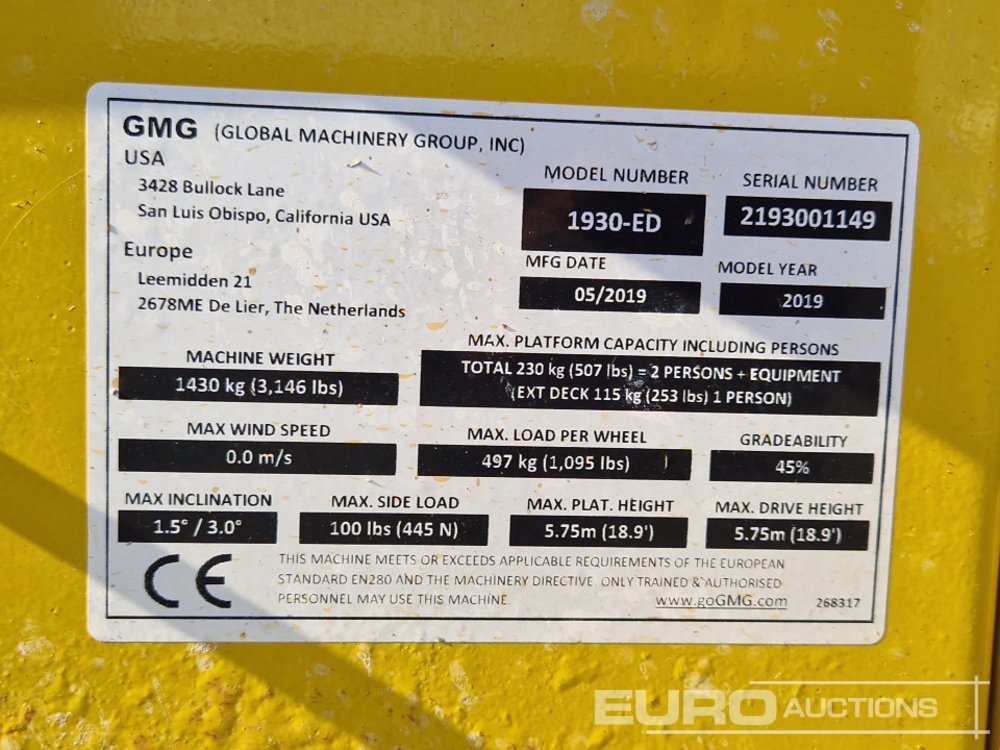 GMG (GLOBAL MACHINERY GROUP, INC)
USA
3428 Bullock Lane
San Luis Obispo, California USA
Europe
Leemidden 21
2678ME De Lier, The Netherlands
MODEL NUMBER
1930-ED
SERIAL NUMBER
2193001149
MFG DATE
05/2019
MODEL YEAR
2019
MACHINE WEIGHT
1430 kg (3,146 lbs)
MAX. PLATFORM CAPACITY INCLUDING PERSONS
TOTAL 230 kg (507 lbs) = 2 PERSONS + EQUIPMENT
(EXT DECK 115 kg (253 lbs) 1 PERSON)
MAX WIND SPEED
0.0 m/s
MAX. LOAD PER WHEEL
497 kg (1,095 lbs)
GRADEABILITY
45%
MAX INCLINATION
1.5° / 3.0°
MAX. SIDE LOAD
100 lbs (445 N)
MAX. PLAT. HEIGHT
5.75m (18.9')
MAX. DRIVE HEIGHT
5.75m (18.9')
CE
THIS MACHINE MEETS OR EXCEEDS APPLICABLE REQUIREMENTS OF THE EUROPEAN
STANDARD EN280 AND THE MACHINERY DIRECTIVE. ONLY TRAINED & AUTHORISED
PERSONNEL MAY USE THIS MACHINE.
www.goGMG.com
268317
EURO AUCTIONS